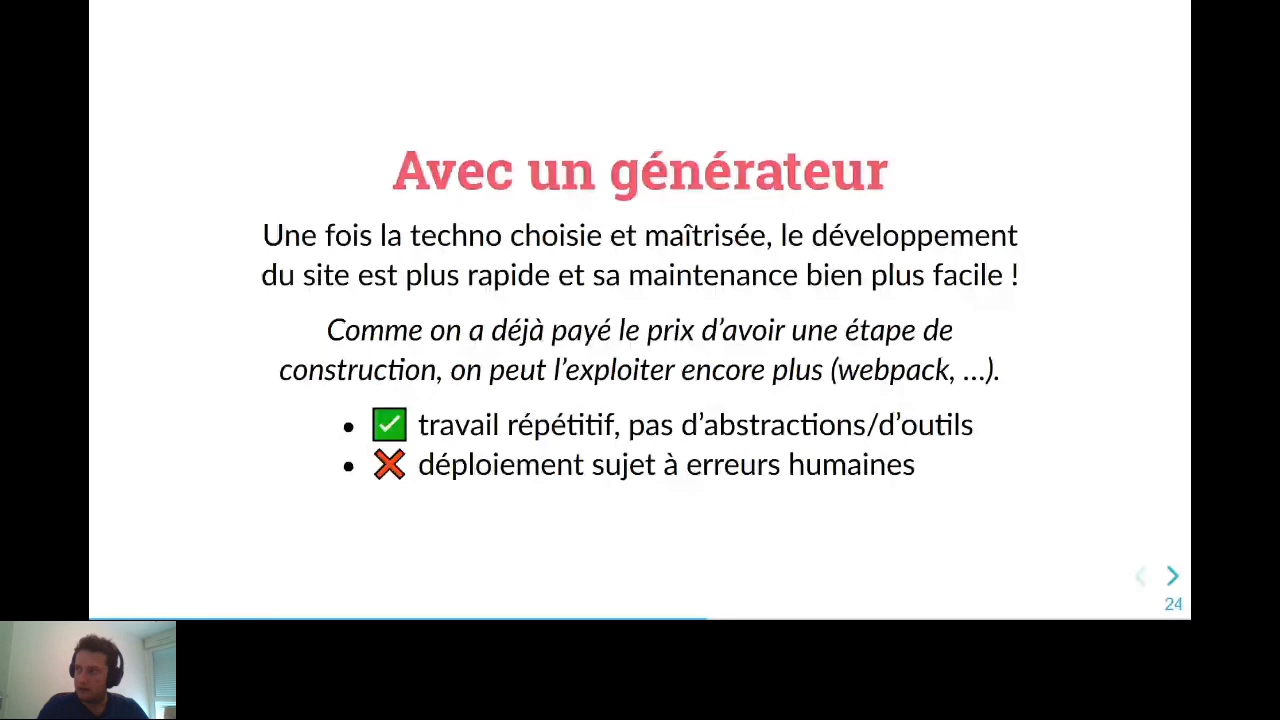 Avec un générateur
Une fois la techno choisie et maîtrisée, le développement
du site est plus rapide et sa maintenance bien plus facile !
Comme on a déjà payé le prix d’avoir une étape de
construction, on peut l’exploiter encore plus (webpack, …).
• ✅ travail répétitif, pas d’abstractions/d’outils
• ❌ déploiement sujet à erreurs humaines
24